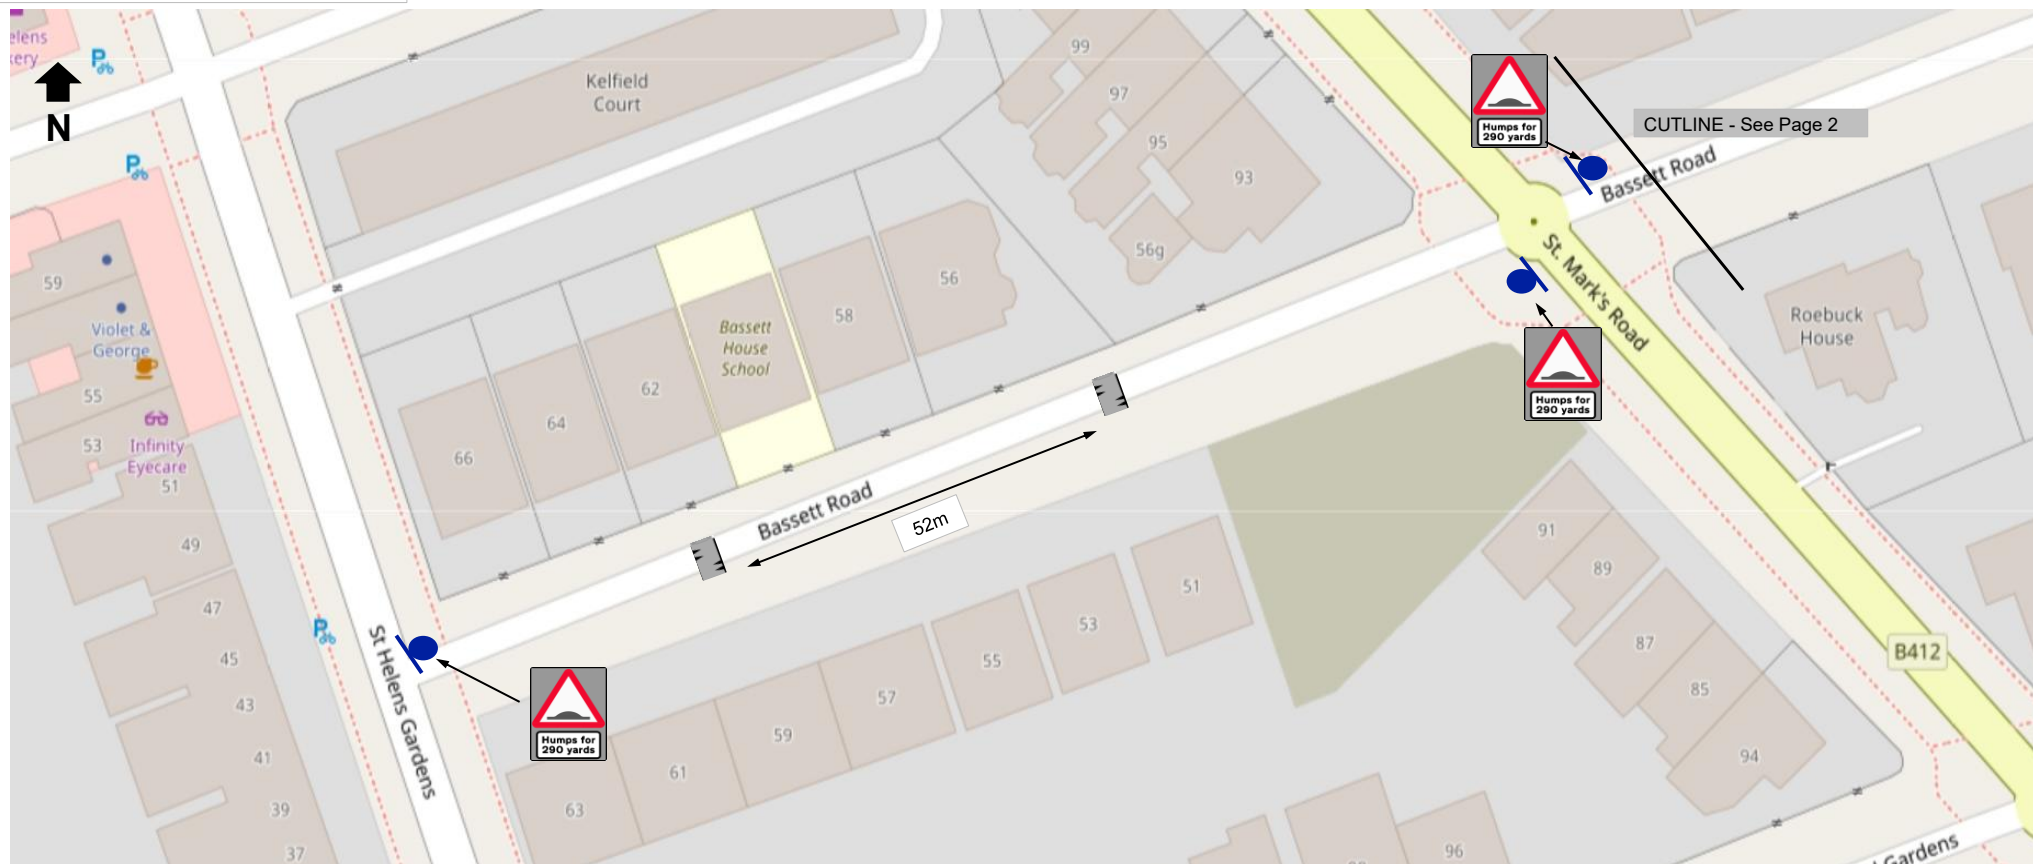 elens
kery
N
Kelfield
Court
99
97
95
93
56g
Humps for
290 yards
CUTLINE - See Page 2
Bassett Road
St. Mark's Road
Roebuck
House
59
Violet &
George
55
53
Infinity
Eyecare
51
49
47
45
43
41
39
37
66
64
62
Bassett
House
School
58
56
Bassett Road
52m
Humps for
290 yards
St Helens Gardens
Humps for
290 yards
63
61
59
57
55
53
51
91
89
87
85
94
B412
96
Gardens
P
P
P